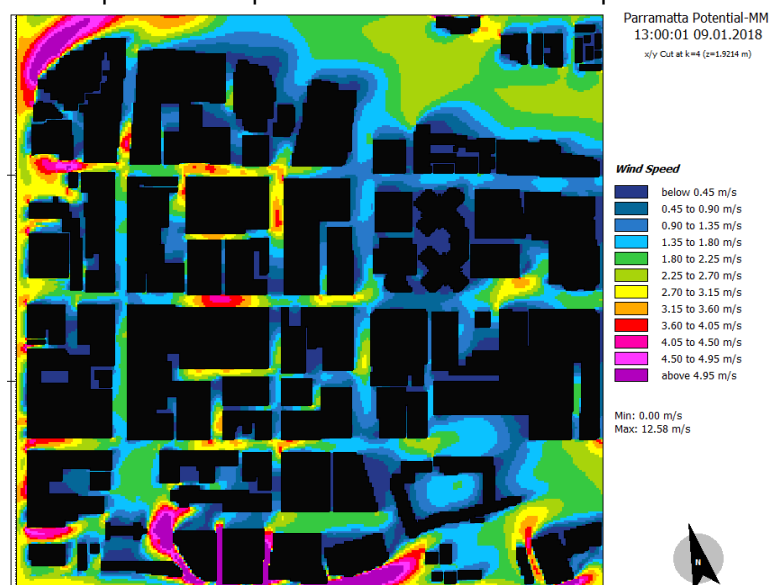 Parramatta Potential-MM
13:00:01 09.01.2018
x/y Cut at k=4 (z=1.9214 m)
Wind Speed
below 0.45 m/s
0.45 to 0.90 m/s
0.90 to 1.35 m/s
1.35 to 1.80 m/s
1.80 to 2.25 m/s
2.25 to 2.70 m/s
2.70 to 3.15 m/s
3.15 to 3.60 m/s
3.60 to 4.05 m/s
4.05 to 4.50 m/s
4.50 to 4.95 m/s
above 4.95 m/s
Min: 0.00 m/s
Max: 12.58 m/s
N